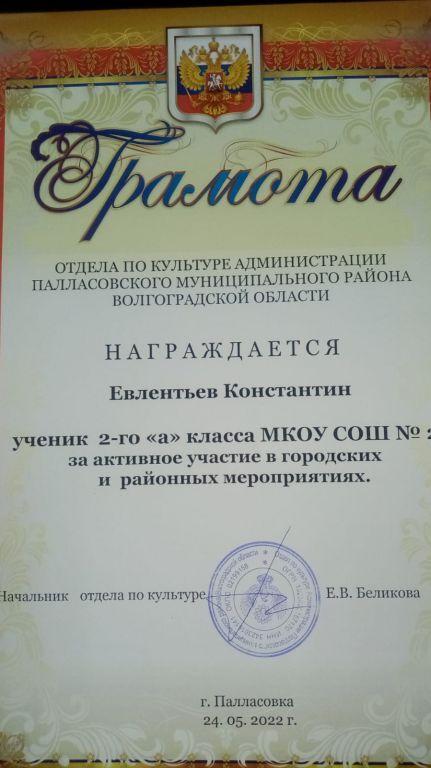 Грамота
ОТДЕЛА ПО КУЛЬТУРЕ АДМИНИСТРАЦИИ
ПАЛЛАСОВСКОГО МУНИЦИПАЛЬНОГО РАЙОНА
ВОЛГОГРАДСКОЙ ОБЛАСТИ
НАГРАЖДАЕТСЯ
Евлентьев Константин
ученик 2-го «а» класса МКОУ СОШ №
за активное участие в городских
и районных мероприятиях.
Начальник отдела по культуре
Е.В. Беликова
г. Палласовка
24. 05. 2022 г.